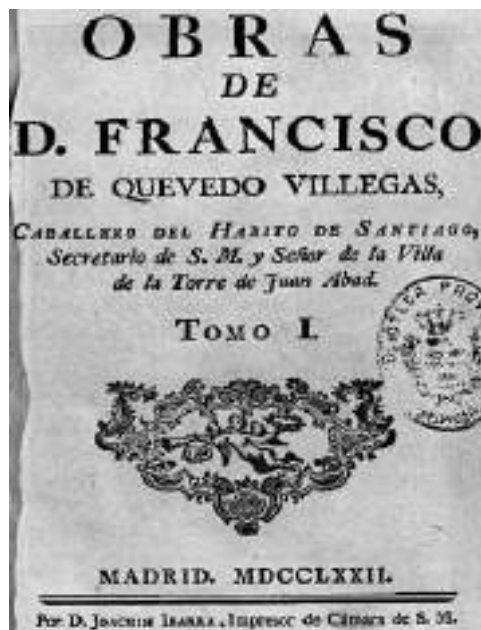 OBRAS
DE
D. FRANCISCO
DE QUEVEDO VILLEGAS,
CABALLERO DEL HABITO DE SANTIAGO,
Secretario de S. M. y Señor de la Villa
de la Torre de Juan Abad.
TOMO I.
MADRID. MDCCLXXII.
Por D. JOACHIM IBARRA, Impresor de Cámara de S. M.